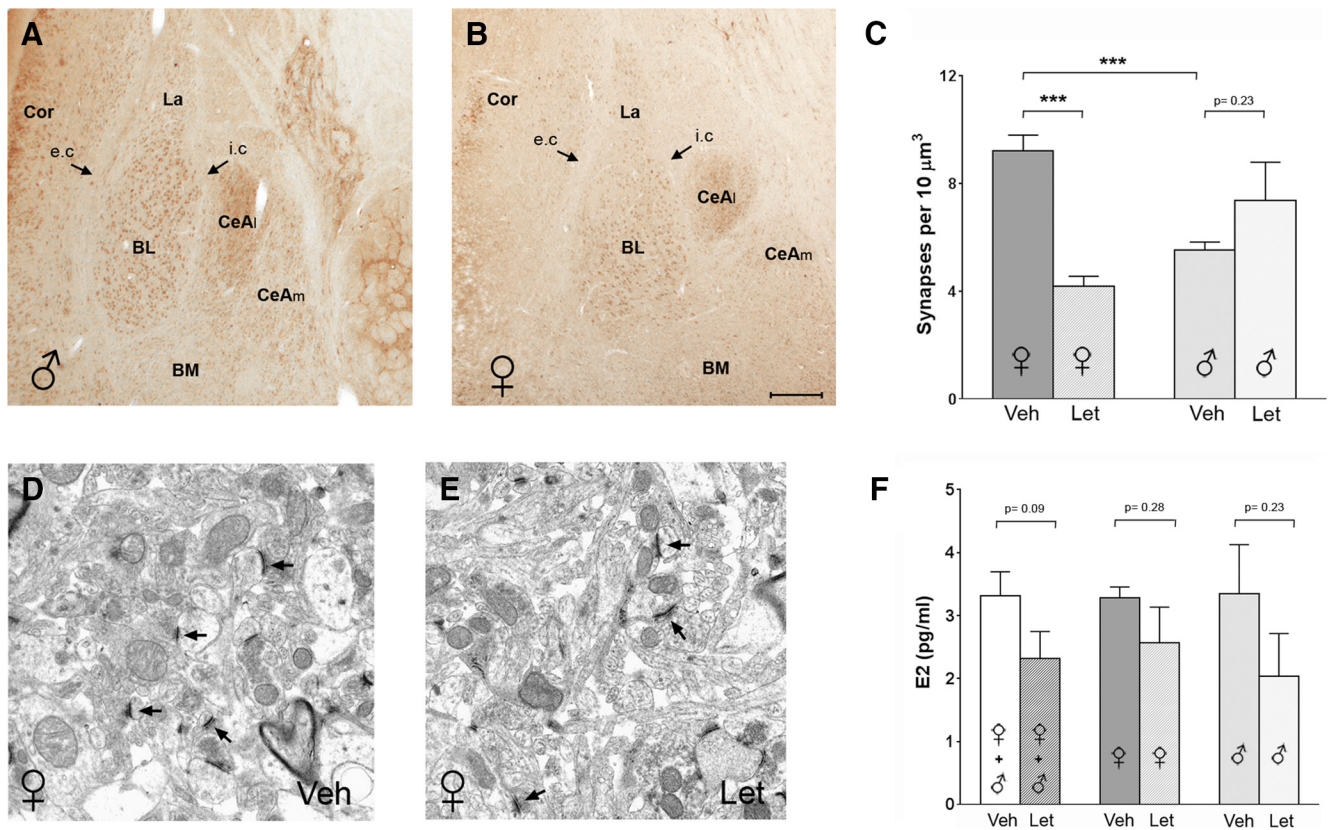 A
Cor
La
e.c
i.c
CeAl
BL
CeAm
BM
♂
B
Cor
La
e.c
i.c
CeAl
BL
CeAm
BM
♀
C
Synapses per 10 μm³
12
8
4
0
***
***
p= 0.23
♀ ♀ ♂ ♂
Veh Let Veh Let
D
♀
Veh
E
♀
Let
F
E2 (pg/ml)
5
4
3
2
1
0
p= 0.09 p= 0.28 p= 0.23
♀ ♀
+ +
♂ ♂
♀ ♀ ♂ ♂
Veh Let Veh Let Veh Let